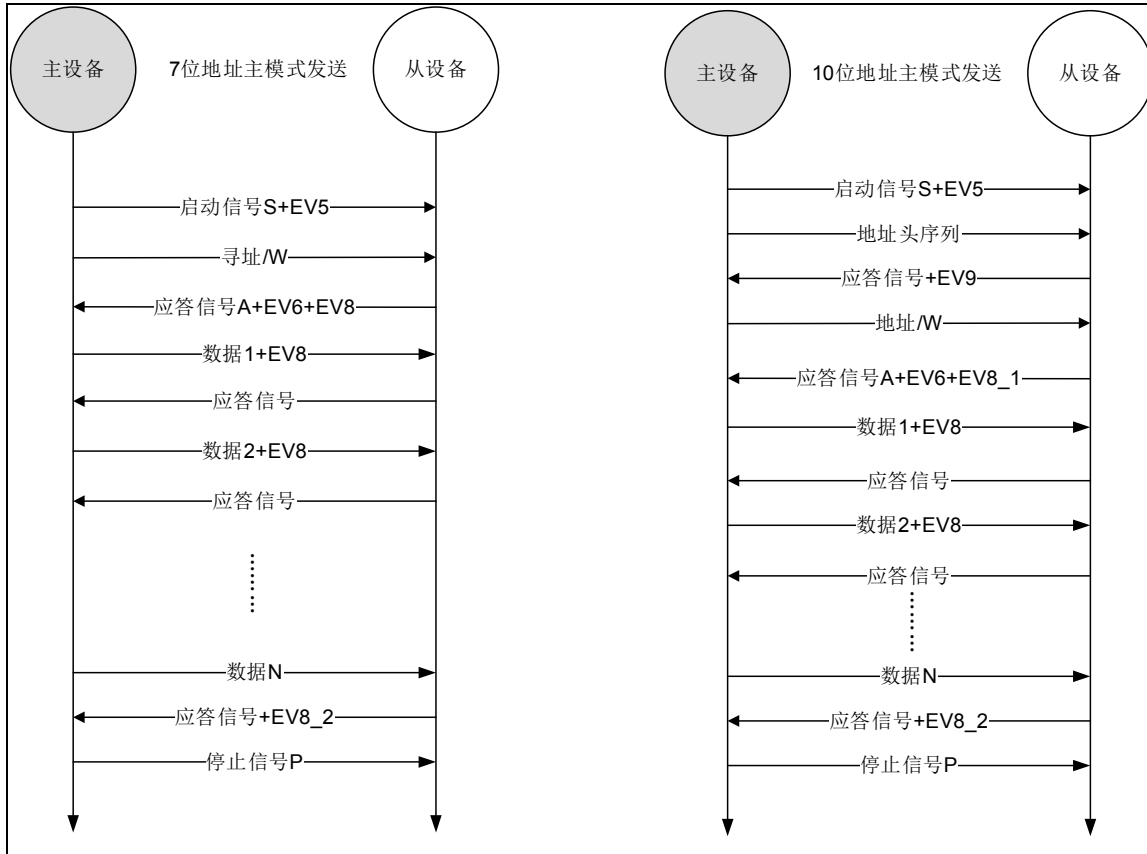 主设备
7位地址主模式发送
从设备
启动信号S+EV5
寻址/W
应答信号A+EV6+EV8
数据1+EV8
应答信号
数据2+EV8
应答信号
数据N
应答信号+EV8_2
停止信号P
主设备
10位地址主模式发送
从设备
启动信号S+EV5
地址头序列
应答信号+EV9
地址/W
应答信号A+EV6+EV8_1
数据1+EV8
应答信号
数据2+EV8
应答信号
数据N
应答信号+EV8_2
停止信号P